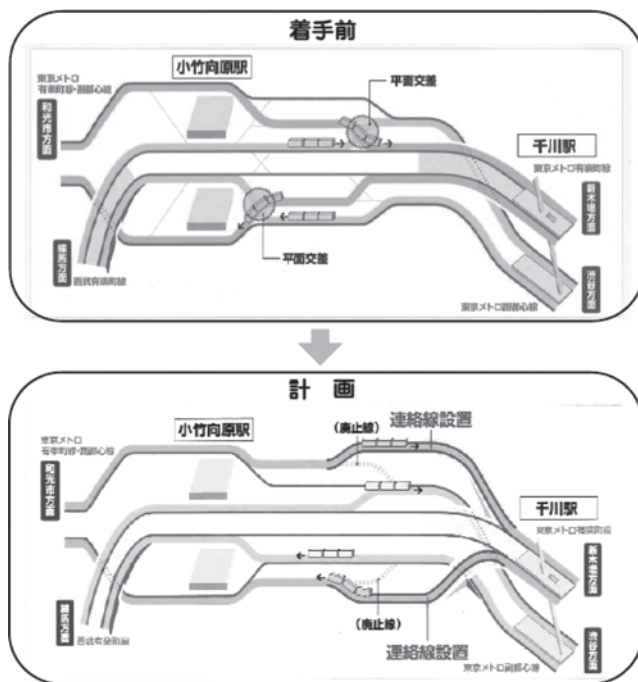 着手前
小竹向原駅
東京メトロ
有楽町線・副都心線
和光市方面
平面交差
千川駅
東京メトロ有楽町線
新木場方面
練馬方面
西武有楽町線
平面交差
東京メトロ副都心線
渋谷方面
計 画
小竹向原駅
(廃止線)
連絡線設置
東京メトロ
有楽町線・副都心線
和光市方面
千川駅
東京メトロ有楽町線
新木場方面
練馬方面
西武有楽町線
(廃止線)
連絡線設置
東京メトロ副都心線
渋谷方面